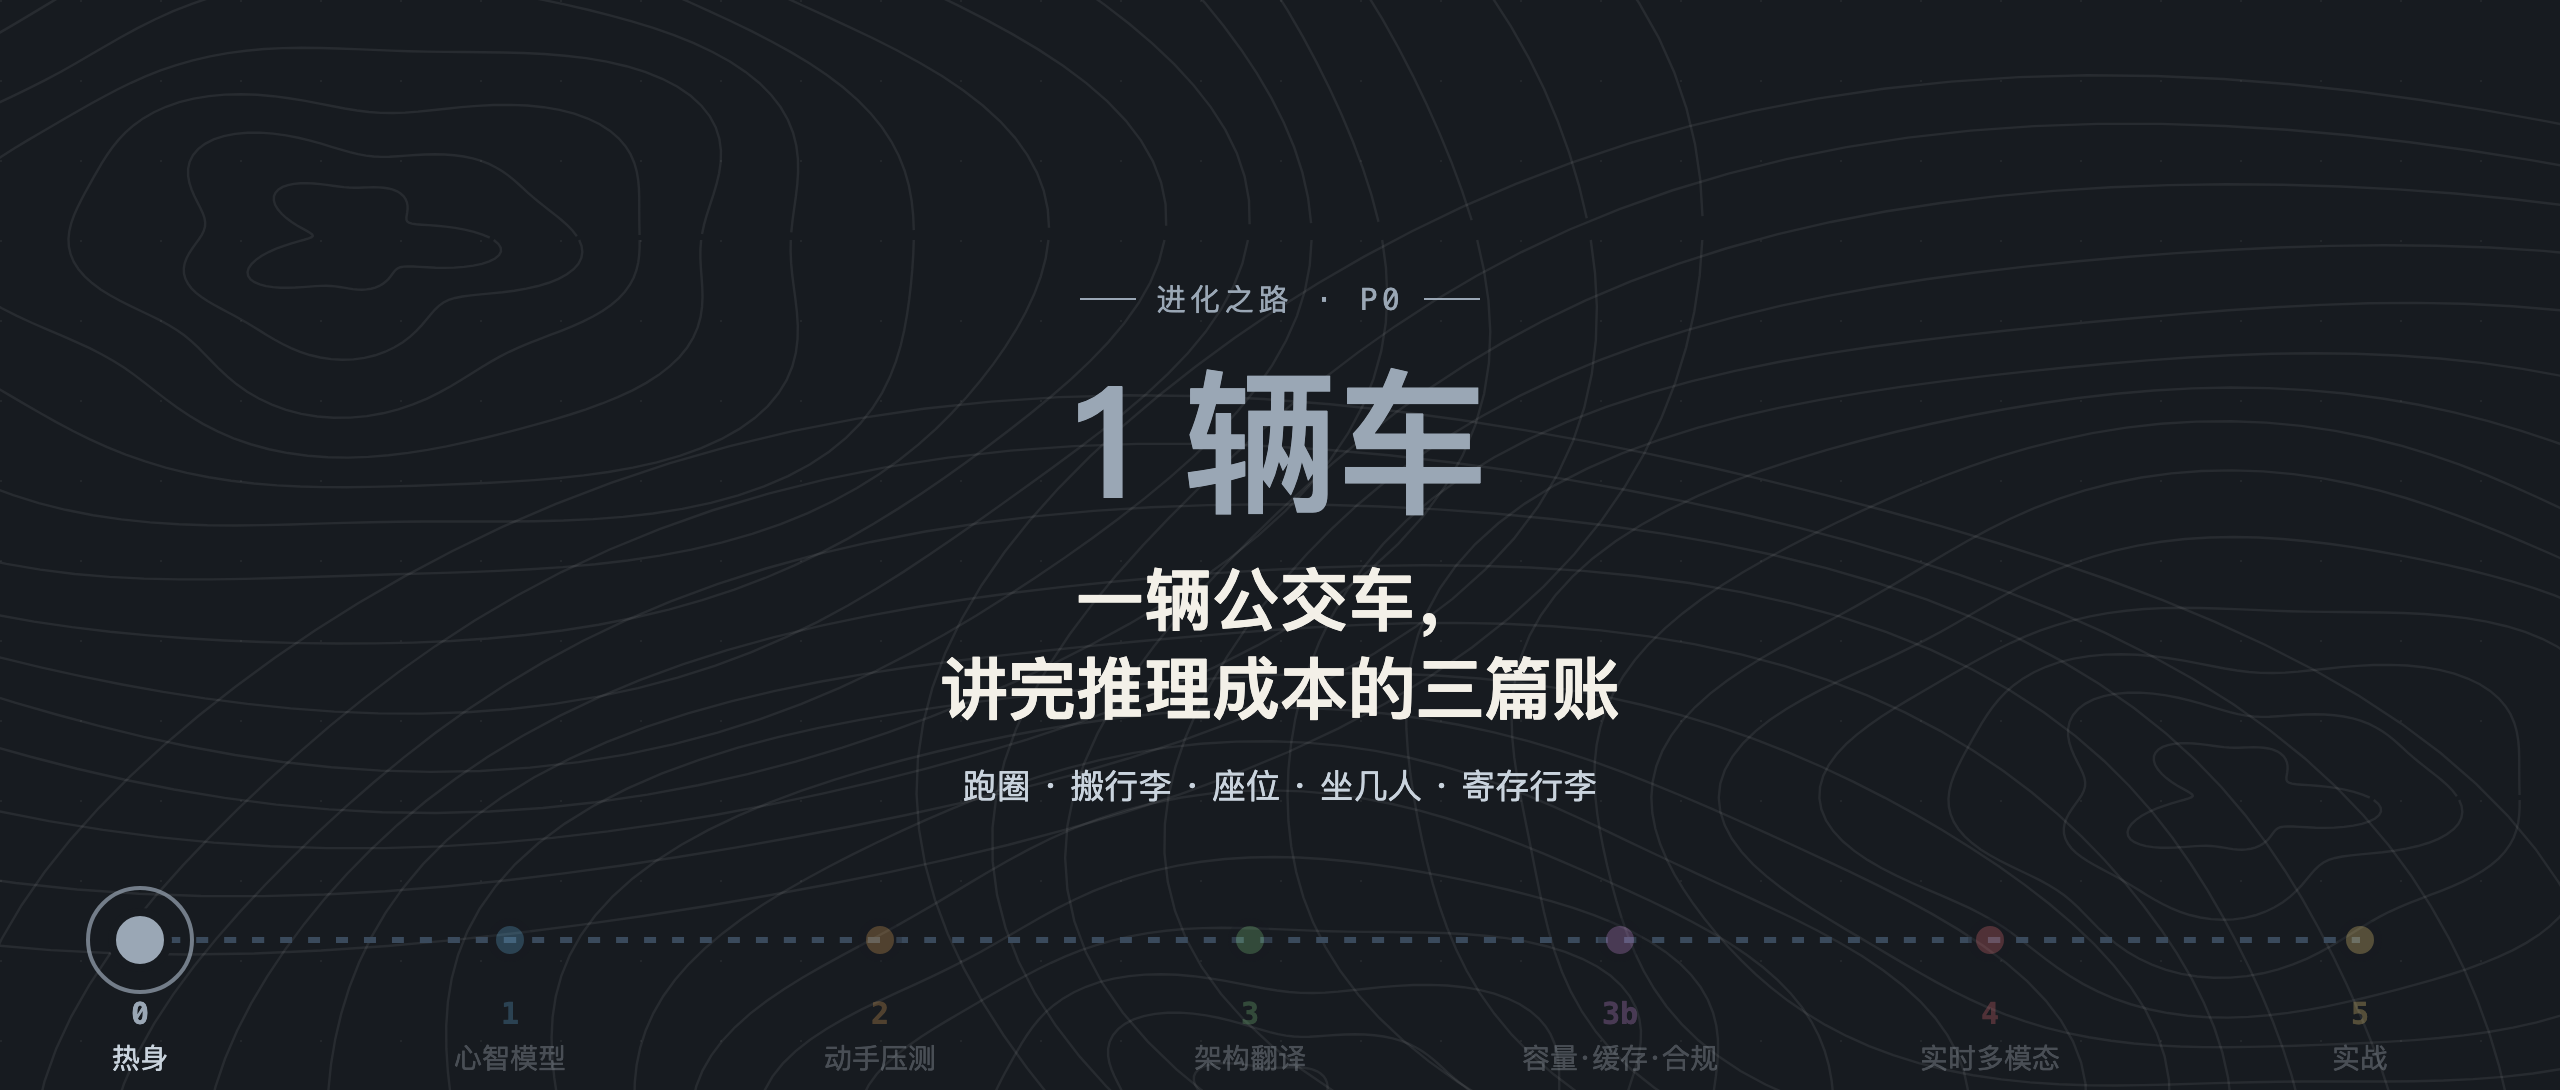 进化之路 · P0
1 辆车
一辆公交车，
讲完推理成本的三篇账
跑圈 · 搬行李 · 座位 · 坐几人 · 寄存行李
0 1 2 3 3b 4 5
热身 心智模型 动手压测 架构翻译 容量·缓存·合规 实时多模态 实战